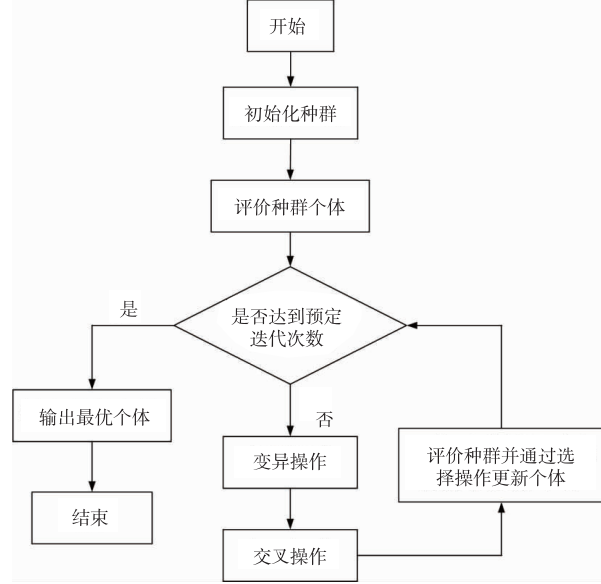 开始
初始化种群
评价种群个体
是否达到预定
迭代次数
是
否
输出最优个体
结束
变异操作
交叉操作
评价种群并通过选
择操作更新个体